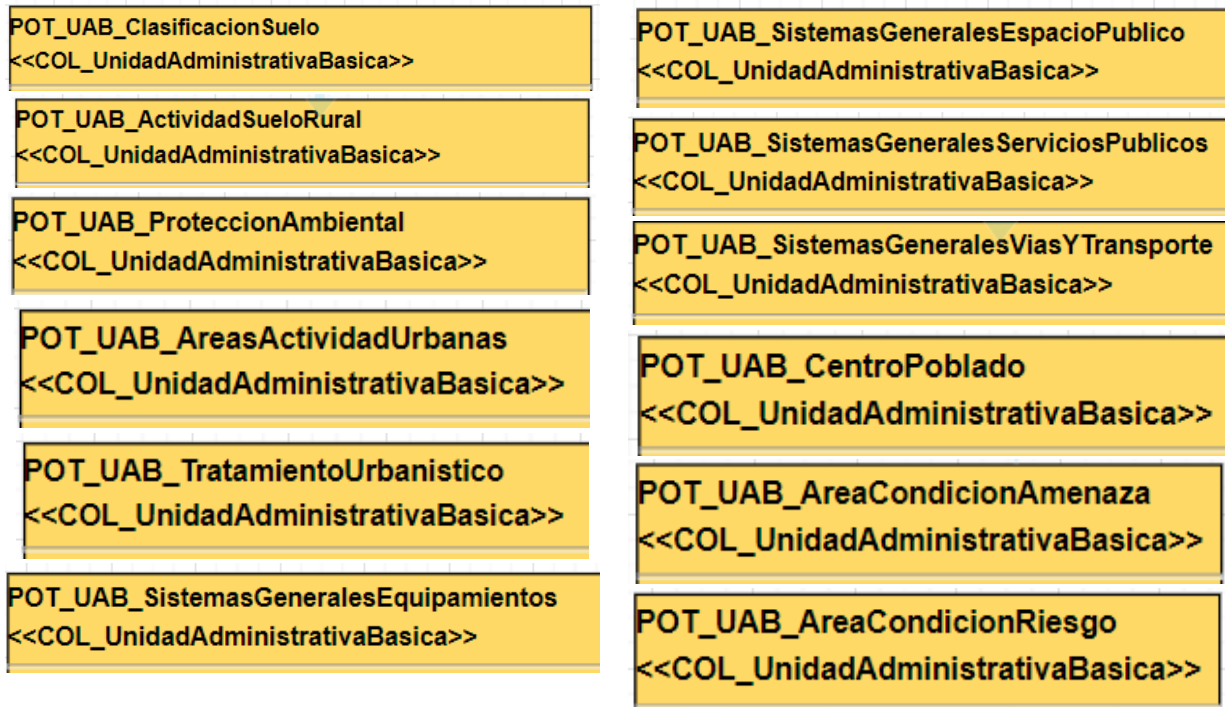 POT_UAB_ClasificacionSuelo
<<COL_UnidadAdministrativaBasica>>
POT_UAB_ActividadSueloRural
<<COL_UnidadAdministrativaBasica>>
POT_UAB_ProteccionAmbiental
<<COL_UnidadAdministrativaBasica>>
POT_UAB_AreasActividadUrbanas
<<COL_UnidadAdministrativaBasica>>
POT_UAB_TratamientoUrbanistico
<<COL_UnidadAdministrativaBasica>>
POT_UAB_SistemasGeneralesEquipamientos
<<COL_UnidadAdministrativaBasica>>
POT_UAB_SistemasGeneralesEspacioPublico
<<COL_UnidadAdministrativaBasica>>
POT_UAB_SistemasGeneralesServiciosPublicos
<<COL_UnidadAdministrativaBasica>>
POT_UAB_SistemasGeneralesViasYTransporte
<<COL_UnidadAdministrativaBasica>>
POT_UAB_CentroPoblado
<<COL_UnidadAdministrativaBasica>>
POT_UAB_AreaCondicionAmenaza
<<COL_UnidadAdministrativaBasica>>
POT_UAB_AreaCondicionRiesgo
<<COL_UnidadAdministrativaBasica>>